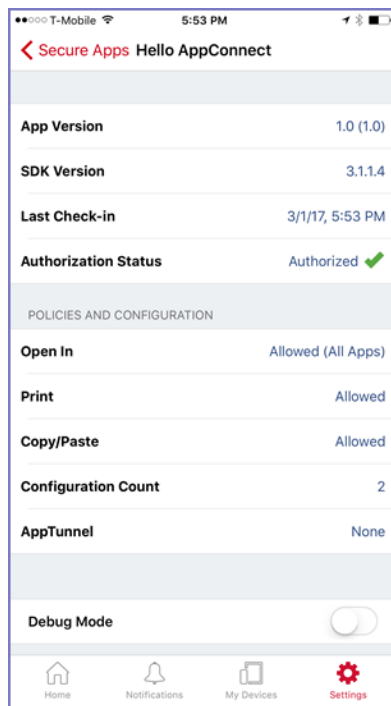 T-Mobile 5:53 PM
Secure Apps Hello AppConnect
App Version 1.0 (1.0)
SDK Version 3.1.1.4
Last Check-in 3/1/17, 5:53 PM
Authorization Status Authorized
POLICIES AND CONFIGURATION
Open In Allowed (All Apps)
Print Allowed
Copy/Paste Allowed
Configuration Count 2
AppTunnel None
Debug Mode
Home Notifications My Devices Settings